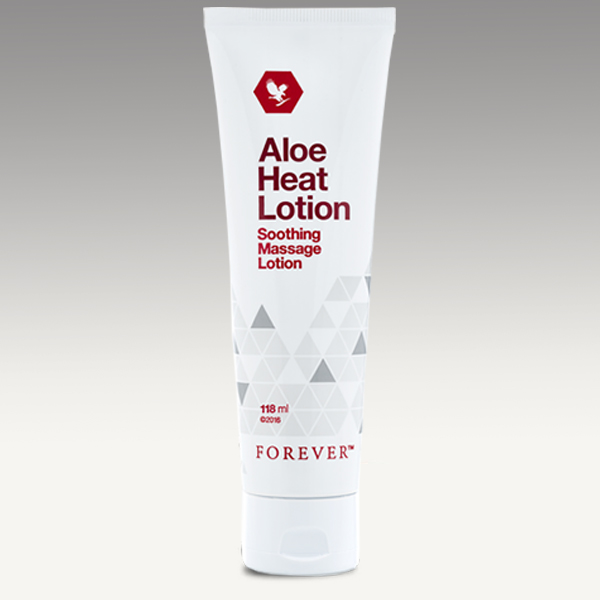 Aloe
Heat
Lotion
Soothing
Massage
Lotion
118 ml
©2016
FOREVER™